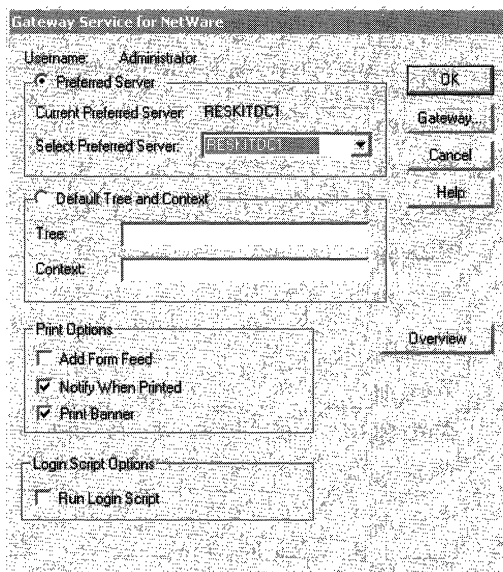 Gateway Service for NetWare
Username: Administrator
Preferred Server
Current Preferred Server: RESKITDC1
Select Preferred Server: RESKITDC1
Default Tree and Context
Tree:
Context:
Print Options
Add Form Feed
Notify When Printed
Print Banner
Login Script Options
Run Login Script
OK
Gateway...
Cancel
Help
Overview